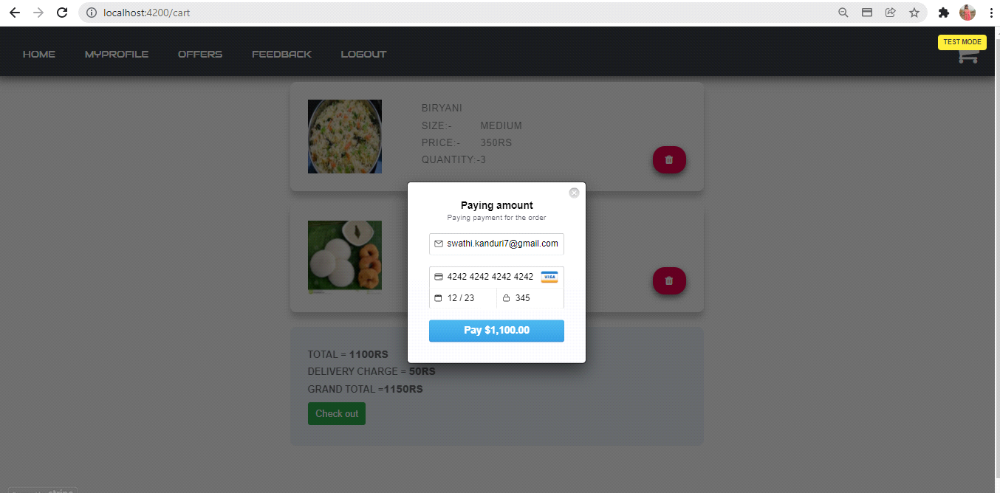 localhost:4200/cart
HOME MYPROFILE OFFERS FEEDBACK LOGOUT
TEST MODE
BIRYANI
SIZE:- MEDIUM
PRICE:- 350RS
QUANTITY:-3
Paying amount
Paying payment for the order
swathi.kanduri7@gmail.com
4242 4242 4242 4242 VISA
12 / 23 345
Pay $1,100.00
TOTAL = 1100RS
DELIVERY CHARGE = 50RS
GRAND TOTAL =1150RS
Check out